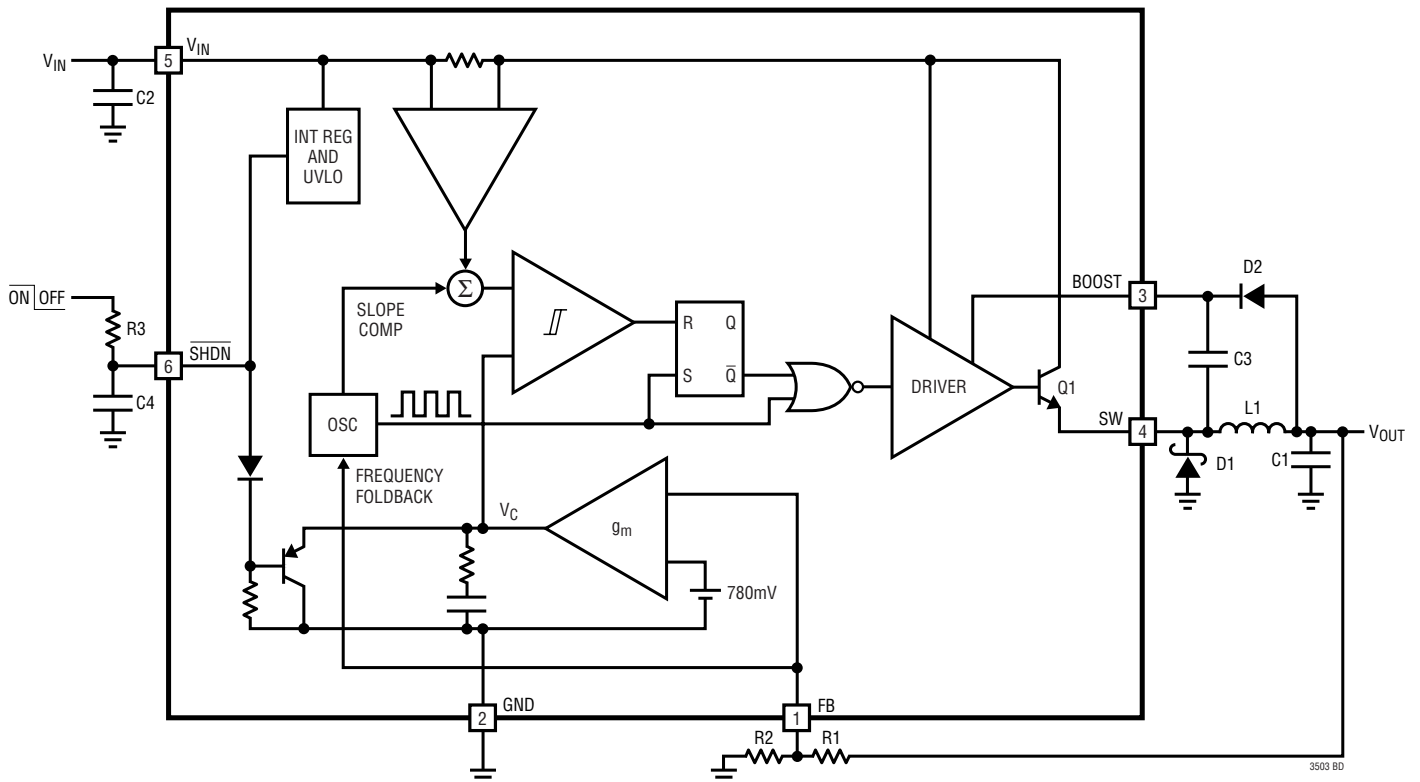 V_IN
5
V_IN
C2
INT REG
AND
UVLO
ON OFF
R3
6
SHDN
C4
SLOPE
COMP
Σ
R Q
S Q̅
OSC
FREQUENCY
FOLDBACK
V_C
g_m
780mV
DRIVER
Q1
BOOST
3
D2
C3
SW
4
L1
D1
C1
V_OUT
2
GND
1
FB
R2
R1
3503 BD